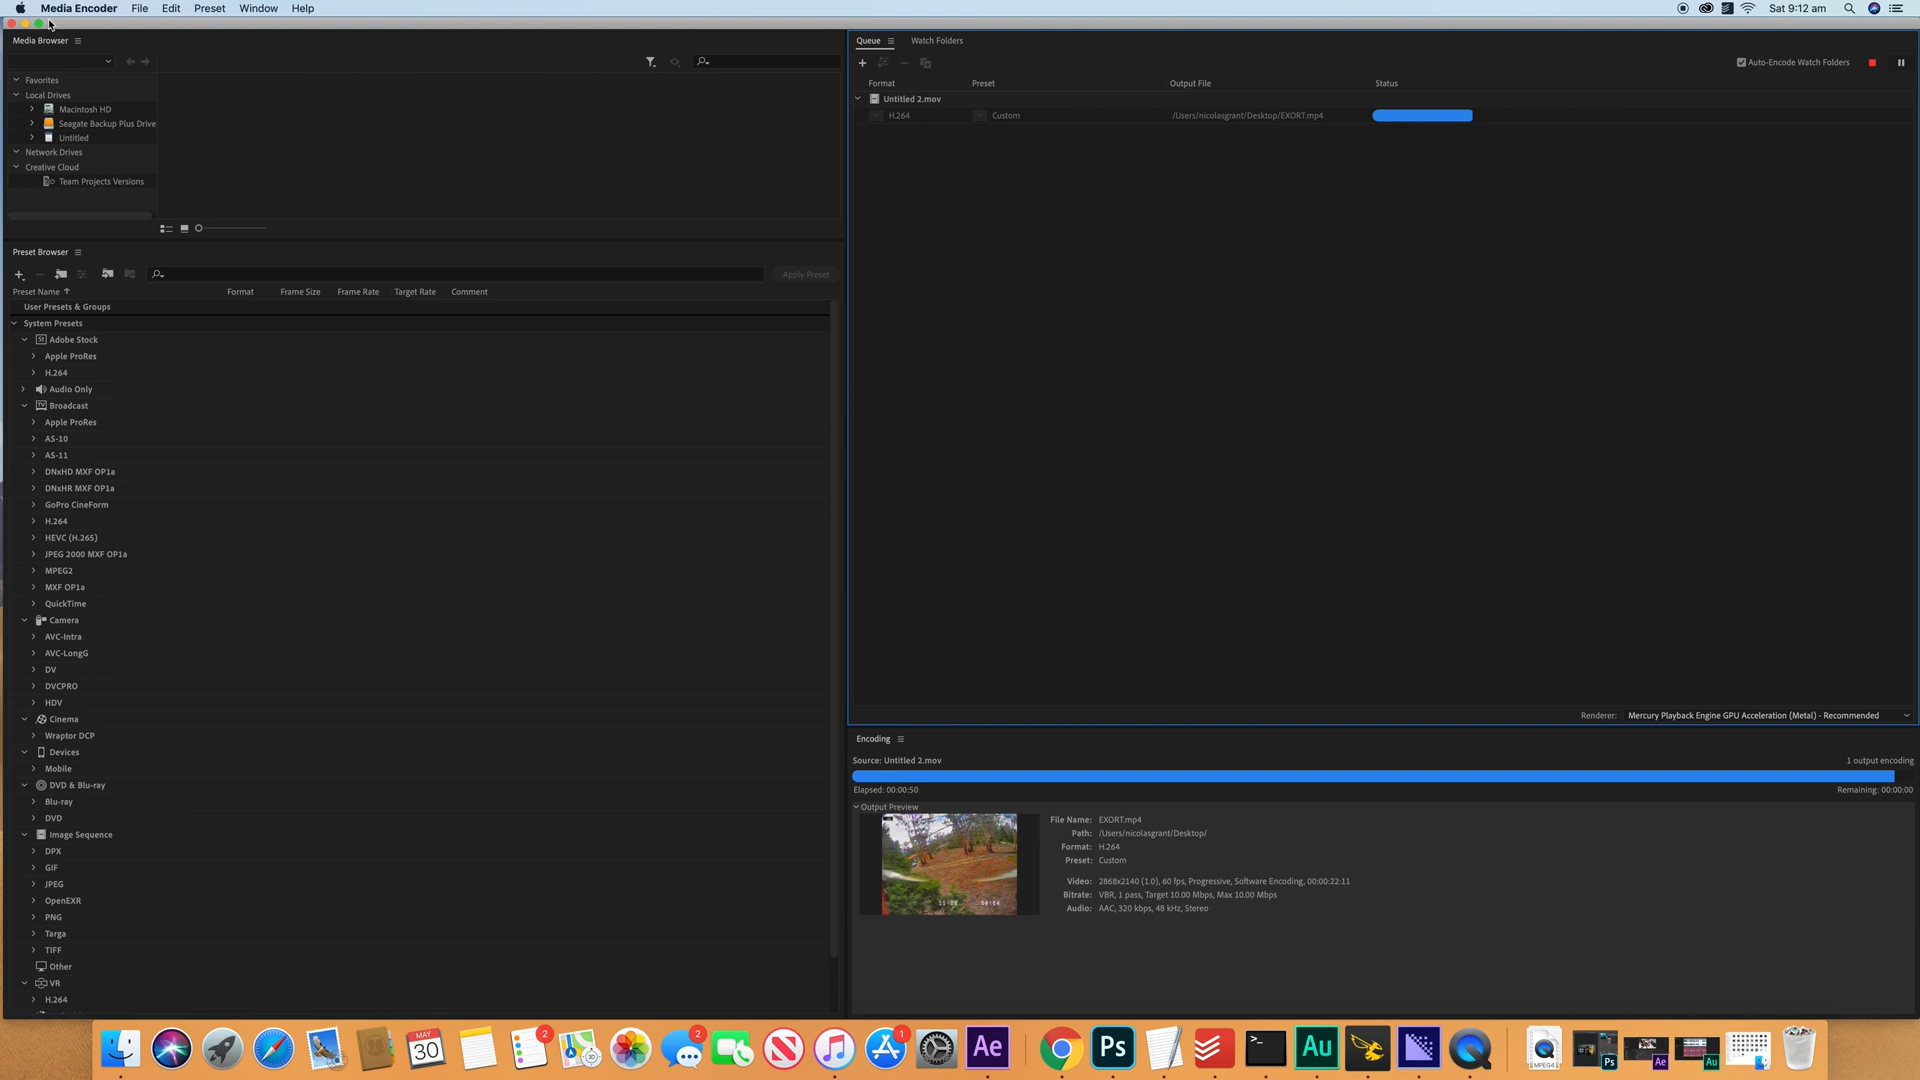 Media Encoder File Edit Preset Window Help
Sat 9:12 am
Media Browser
Favorites
Local Drives
Macintosh HD
Seagate Backup Plus Drive
Untitled
Network Drives
Creative Cloud
Team Projects Versions
Preset Browser
Apply Preset
Preset Name Format Frame Size Frame Rate Target Rate Comment
User Presets & Groups
System Presets
St Adobe Stock
Apple ProRes
H.264
Audio Only
TV Broadcast
Apple ProRes
AS-10
AS-11
DNxHD MXF OP1a
DNxHR MXF OP1a
GoPro CineForm
H.264
HEVC (H.265)
JPEG 2000 MXF OP1a
MPEG2
MXF OP1a
QuickTime
Camera
AVC-Intra
AVC-LongG
DV
DVCPRO
HDV
Cinema
Wraptor DCP
Devices
Mobile
DVD & Blu-ray
Blu-ray
DVD
Image Sequence
DPX
GIF
JPEG
OpenEXR
PNG
Targa
TIFF
Other
VR
H.264
Queue Watch Folders
Auto-Encode Watch Folders
Format Preset Output File Status
Untitled 2.mov
H.264 Custom /Users/nicolasgrant/Desktop/EXORT.mp4
Renderer: Mercury Playback Engine GPU Acceleration (Metal) - Recommended
Encoding
Source: Untitled 2.mov 1 output encoding
Elapsed: 00:00:50 Remaining: 00:00:00
Output Preview
File Name: EXORT.mp4
Path: /Users/nicolasgrant/Desktop/
Format: H.264
Preset: Custom
Video: 2868x2140 (1.0), 60 fps, Progressive, Software Encoding, 00:00:22:11
Bitrate: VBR, 1 pass, Target 10.00 Mbps, Max 10.00 Mbps
Audio: AAC, 320 kbps, 48 kHz, Stereo
MAY
30
2
2
1
Ae
Ps
Au
MPEG4
Ps
Ae
Au